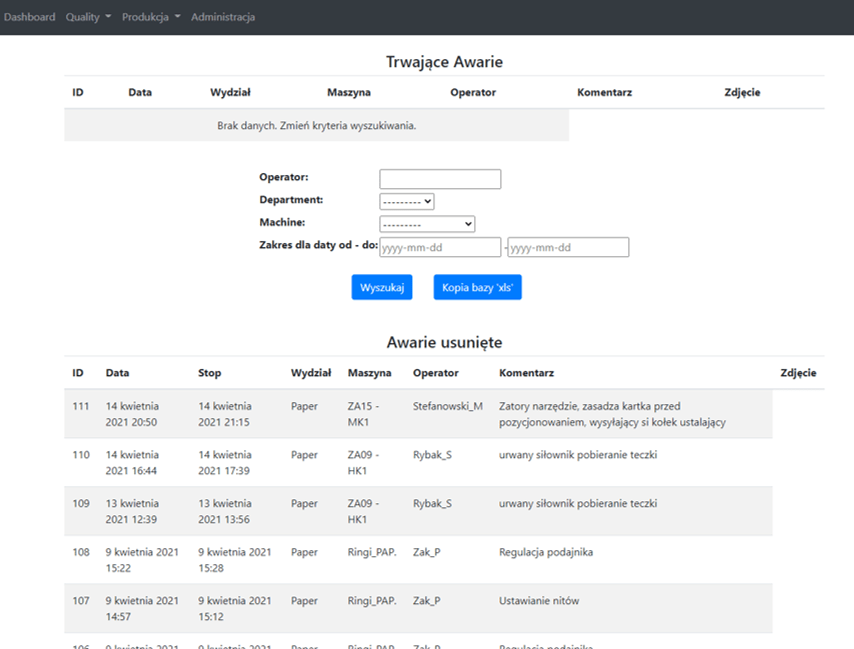 Dashboard Quality Produkcja Administracja
Trwające Awarie
ID Data Wydział Maszyna Operator Komentarz Zdjęcie
Brak danych. Zmień kryteria wyszukiwania.
Operator:
Department: ---------
Machine: ---------
Zakres dla daty od - do: yyyy-mm-dd - yyyy-mm-dd
Wyszukaj Kopia bazy 'xls'
Awarie usunięte
ID Data Stop Wydział Maszyna Operator Komentarz Zdjęcie
111 14 kwietnia 14 kwietnia Paper ZA15 - Stefanowski_M Zatory narzędzie, zasadza kartka przed
2021 20:50 2021 21:15 MK1 pozycjonowaniem, wysyłający si kołek ustalający
110 14 kwietnia 14 kwietnia Paper ZA09 - Rybak_S urwany siłownik pobieranie teczki
2021 16:44 2021 17:39 HK1
109 13 kwietnia 13 kwietnia Paper ZA09 - Rybak_S urwany siłownik pobieranie teczki
2021 12:39 2021 13:56 HK1
108 9 kwietnia 2021 9 kwietnia 2021 Paper Ringi_PAP. Zak_P Regulacja podajnika
15:22 15:28
107 9 kwietnia 2021 9 kwietnia 2021 Paper Ringi_PAP. Zak_P Ustawianie nitów
14:57 15:12
106 9 kwietnia 2021 9 kwietnia 2021 Paper Ringi_PAP. Zak_P Regulacja podajnika